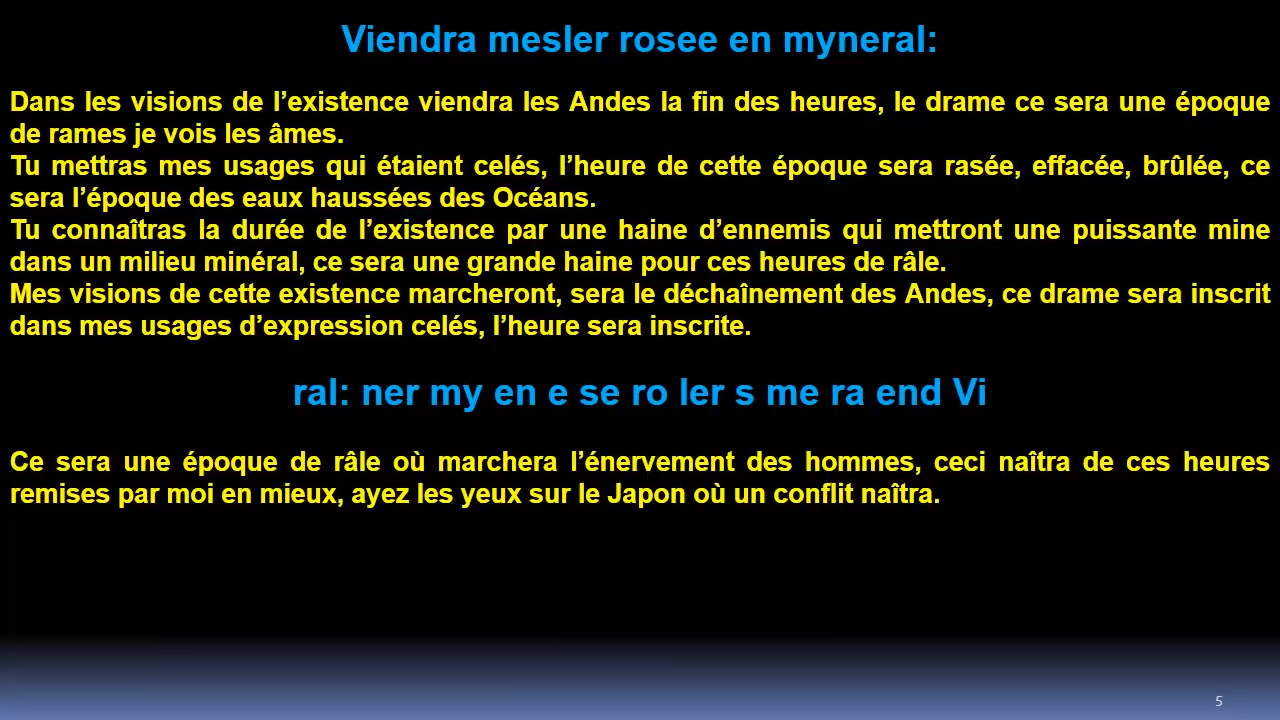 Viendra mesler rosee en myneral:
Dans les visions de l’existence viendra les Andes la fin des heures, le drame ce sera une époque
de rames je vois les âmes.
Tu mettras mes usages qui étaient celés, l’heure de cette époque sera rasée, effacée, brûlée, ce
sera l’époque des eaux haussées des Océans.
Tu connaîtras la durée de l’existence par une haine d’ennemis qui mettront une puissante mine
dans un milieu minéral, ce sera une grande haine pour ces heures de râle.
Mes visions de cette existence marcheront, sera le déchaînement des Andes, ce drame sera inscrit
dans mes usages d’expression celés, l’heure sera inscrite.
ral: ner my en e se ro ler s me ra end Vi
Ce sera une époque de râle où marchera l’énervement des hommes, ceci naîtra de ces heures
remises par moi en mieux, ayez les yeux sur le Japon où un conflit naîtra.
5